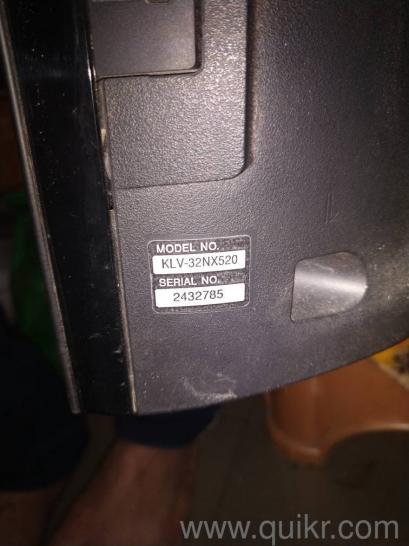 MODEL NO.
KLV-32NX520
SERIAL NO.
2432785
www.quikr.com